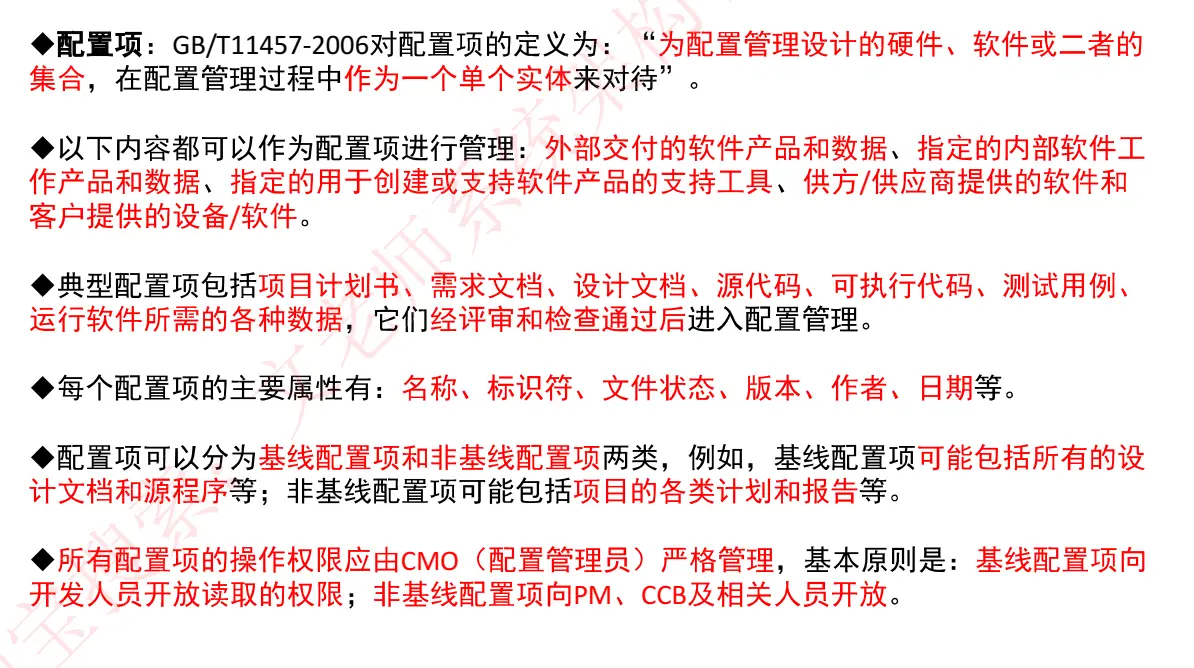 ◆配置项：GB/T11457-2006对配置项的定义为：“为配置管理设计的硬件、软件或二者的
集合，在配置管理过程中作为一个单个实体来对待”。
◆以下内容都可以作为配置项进行管理：外部交付的软件产品和数据、指定的内部软件工
作产品和数据、指定的用于创建或支持软件产品的支持工具、供方/供应商提供的软件和
客户提供的设备/软件。
◆典型配置项包括项目计划书、需求文档、设计文档、源代码、可执行代码、测试用例、
运行软件所需的各种数据，它们经评审和检查通过后进入配置管理。
◆每个配置项的主要属性有：名称、标识符、文件状态、版本、作者、日期等。
◆配置项可以分为基线配置项和非基线配置项两类，例如，基线配置项可能包括所有的设
计文档和源程序等；非基线配置项可能包括项目的各类计划和报告等。
◆所有配置项的操作权限应由CMO（配置管理员）严格管理，基本原则是：基线配置项向
开发人员开放读取的权限；非基线配置项向PM、CCB及相关人员开放。
宝搜索：文老师系统架构